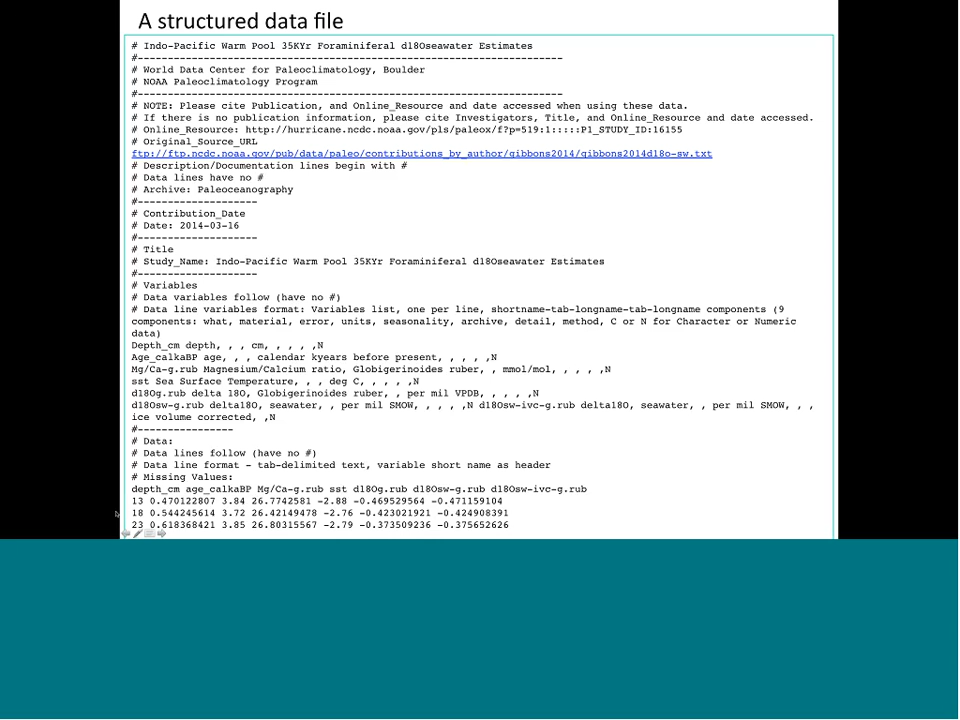 A structured data file
# Indo-Pacific Warm Pool 35KYr Foraminiferal d18Oseawater Estimates
#-----------------------------------------------------------------------
# World Data Center for Paleoclimatology, Boulder
# NOAA Paleoclimatology Program
#-----------------------------------------------------------------------
# NOTE: Please cite Publication, and Online_Resource and date accessed when using these data.
# If there is no publication information, please cite Investigators, Title, and Online_Resource and date accessed.
# Online_Resource: http://hurricane.ncdc.noaa.gov/pls/paleox/f?p=519:1:::::P1_STUDY_ID:16155
# Original_Source_URL
ftp://ftp.ncdc.noaa.gov/pub/data/paleo/contributions_by_author/gibbons2014/gibbons2014d18o-sw.txt
# Description/Documentation lines begin with #
# Data lines have no #
# Archive: Paleoceanography
#--------------------
# Contribution_Date
# Date: 2014-03-16
#--------------------
# Title
# Study_Name: Indo-Pacific Warm Pool 35KYr Foraminiferal d18Oseawater Estimates
#--------------------
# Variables
# Data variables follow (have no #)
# Data line variables format: Variables list, one per line, shortname-tab-longname-tab-longname components (9
components: what, material, error, units, seasonality, archive, detail, method, C or N for Character or Numeric
data)
Depth_cm depth, , , cm, , , , ,N
Age_calkaBP age, , , calendar kyears before present, , , , ,N
Mg/Ca-g.rub Magnesium/Calcium ratio, Globigerinoides ruber, , mmol/mol, , , , ,N
sst Sea Surface Temperature, , , deg C, , , , ,N
d18Og.rub delta 18O, Globigerinoides ruber, , per mil VPDB, , , , ,N
d18Osw-g.rub delta18O, seawater, , per mil SMOW, , , , ,N d18Osw-ivc-g.rub delta18O, seawater, , per mil SMOW, , ,
ice volume corrected, ,N
#----------------
# Data:
# Data lines follow (have no #)
# Data line format - tab-delimited text, variable short name as header
# Missing Values:
depth_cm age_calkaBP Mg/Ca-g.rub sst d18Og.rub d18Osw-g.rub d18Osw-ivc-g.rub
13 0.470122807 3.84 26.7742581 -2.88 -0.469529564 -0.471159104
18 0.544245614 3.72 26.42149478 -2.76 -0.423021921 -0.424908391
23 0.618368421 3.85 26.80315567 -2.79 -0.373509236 -0.375652626